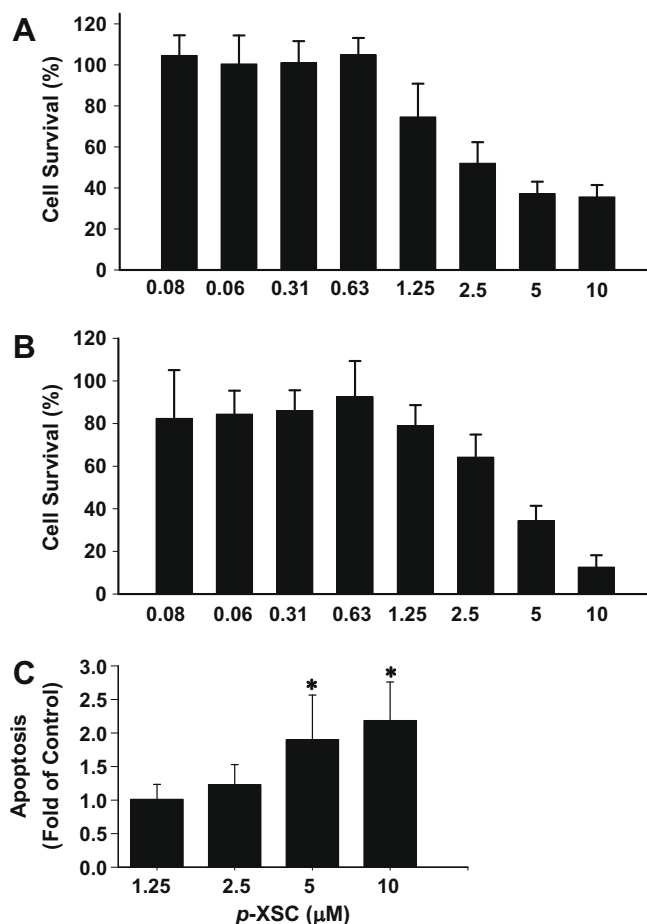 A
Cell Survival (%)
120
100
80
60
40
20
0
0.08 0.06 0.31 0.63 1.25 2.5 5 10
B
Cell Survival (%)
120
100
80
60
40
20
0
0.08 0.06 0.31 0.63 1.25 2.5 5 10
C
Apoptosis
(Fold of Control)
3.0
2.5
2.0
1.5
1.0
0.5
0.0
* *
1.25 2.5 5 10
p-XSC (μM)